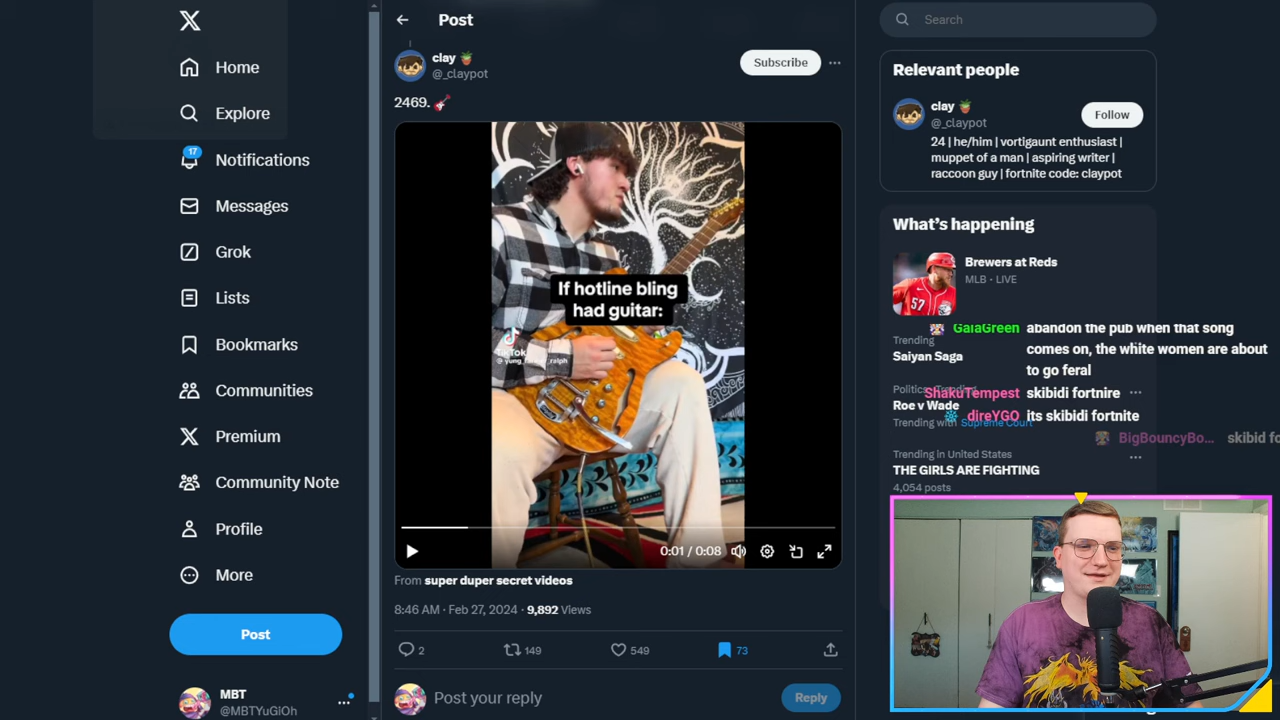 Home
Explore
17
Notifications
Messages
Grok
Lists
Bookmarks
Communities
Premium
Community Note
Profile
More
Post
MBT
@MBTYuGiOh
Post
clay
@_claypot
Subscribe
2469.
If hotline bling
had guitar:
TikTok
0:01 / 0:08
From super duper secret videos
8:46 AM · Feb 27, 2024 · 9,892 Views
2
149
549
73
Post your reply
Reply
Search
Relevant people
clay
@_claypot
Follow
24 | he/him | vortigaunt enthusiast |
muppet of a man | aspiring writer |
raccoon guy | fortnite code: claypot
What's happening
Brewers at Reds
MLB · LIVE
57
GaiaGreen abandon the pub when that song
comes on, the white women are about
to go feral
Trending
Saiyan Saga
ShakuTempest skibidi fortnire
Roe v Wade
direYGO its skibidi fortnite
Trending with Supreme Court
BigBouncyBo...
Trending in United States
THE GIRLS ARE FIGHTING
4,054 posts